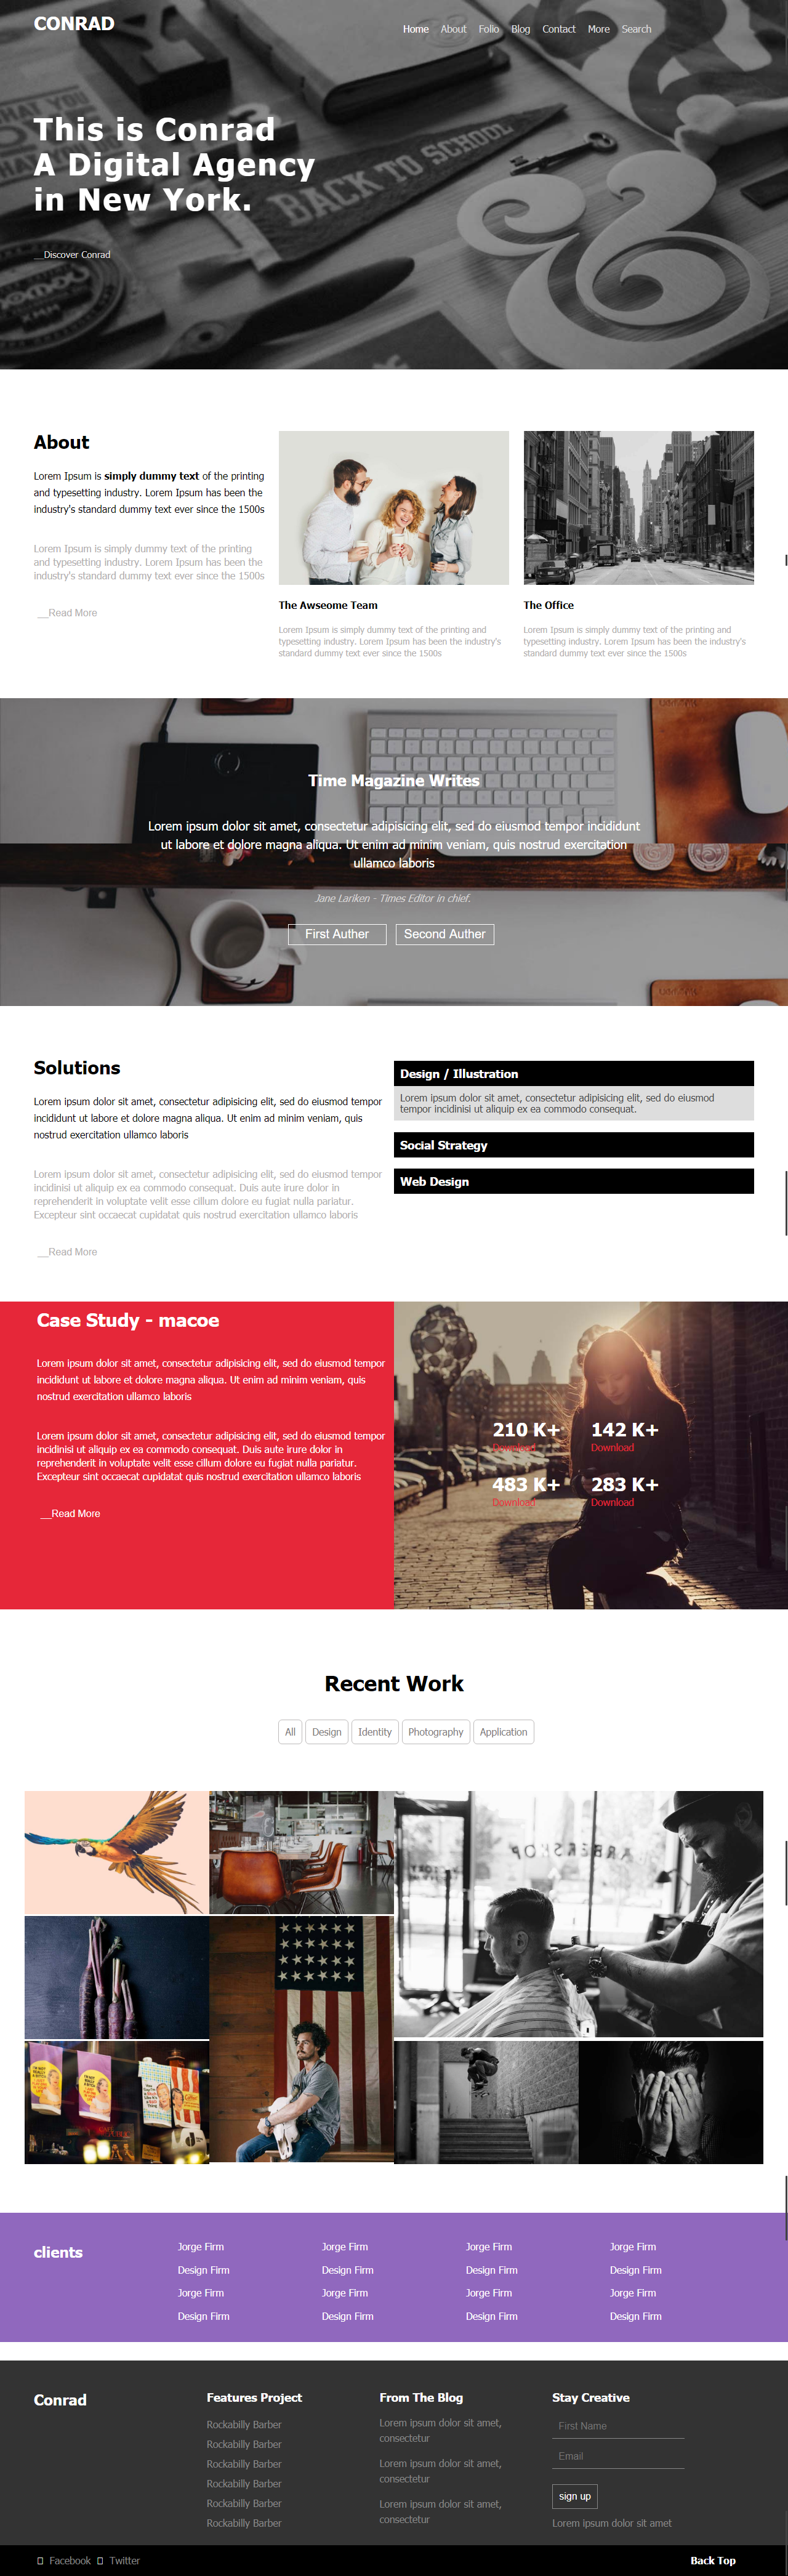 CONRAD
Home About Folio Blog Contact More Search
BACK TO SCHOOL
This is Conrad
A Digital Agency
in New York.
__Discover Conrad
About
Lorem Ipsum is simply dummy text of the printing
and typesetting industry. Lorem Ipsum has been the
industry's standard dummy text ever since the 1500s
Lorem Ipsum is simply dummy text of the printing
and typesetting industry. Lorem Ipsum has been the
industry's standard dummy text ever since the 1500s
__Read More
The Awseome Team
Lorem Ipsum is simply dummy text of the printing and
typesetting industry. Lorem Ipsum has been the industry's
standard dummy text ever since the 1500s
The Office
Lorem Ipsum is simply dummy text of the printing and
typesetting industry. Lorem Ipsum has been the industry's
standard dummy text ever since the 1500s
Time Magazine Writes
Lorem ipsum dolor sit amet, consectetur adipisicing elit, sed do eiusmod tempor incididunt
ut labore et dolore magna aliqua. Ut enim ad minim veniam, quis nostrud exercitation
ullamco laboris
Jane Lariken - Times Editor in chief.
First Auther Second Auther
Solutions
Lorem ipsum dolor sit amet, consectetur adipisicing elit, sed do eiusmod tempor
incididunt ut labore et dolore magna aliqua. Ut enim ad minim veniam, quis
nostrud exercitation ullamco laboris
Lorem ipsum dolor sit amet, consectetur adipisicing elit, sed do eiusmod tempor
incidinisi ut aliquip ex ea commodo consequat. Duis aute irure dolor in
reprehenderit in voluptate velit esse cillum dolore eu fugiat nulla pariatur.
Excepteur sint occaecat cupidatat quis nostrud exercitation ullamco laboris
__Read More
Design / Illustration
Lorem ipsum dolor sit amet, consectetur adipisicing elit, sed do eiusmod
tempor incidinisi ut aliquip ex ea commodo consequat.
Social Strategy
Web Design
Case Study - macoe
Lorem ipsum dolor sit amet, consectetur adipisicing elit, sed do eiusmod tempor
incididunt ut labore et dolore magna aliqua. Ut enim ad minim veniam, quis
nostrud exercitation ullamco laboris
Lorem ipsum dolor sit amet, consectetur adipisicing elit, sed do eiusmod tempor
incidinisi ut aliquip ex ea commodo consequat. Duis aute irure dolor in
reprehenderit in voluptate velit esse cillum dolore eu fugiat nulla pariatur.
Excepteur sint occaecat cupidatat quis nostrud exercitation ullamco laboris
__Read More
210 K+ 142 K+
Download Download
483 K+ 283 K+
Download Download
Recent Work
All Design Identity Photography Application
clients
Jorge Firm Jorge Firm Jorge Firm Jorge Firm
Design Firm Design Firm Design Firm Design Firm
Jorge Firm Jorge Firm Jorge Firm Jorge Firm
Design Firm Design Firm Design Firm Design Firm
Conrad
Features Project
Rockabilly Barber
Rockabilly Barber
Rockabilly Barber
Rockabilly Barber
Rockabilly Barber
Rockabilly Barber
From The Blog
Lorem ipsum dolor sit amet,
consectetur
Lorem ipsum dolor sit amet,
consectetur
Lorem ipsum dolor sit amet,
consectetur
Stay Creative
First Name
Email
sign up
Lorem ipsum dolor sit amet
Facebook Twitter
Back Top